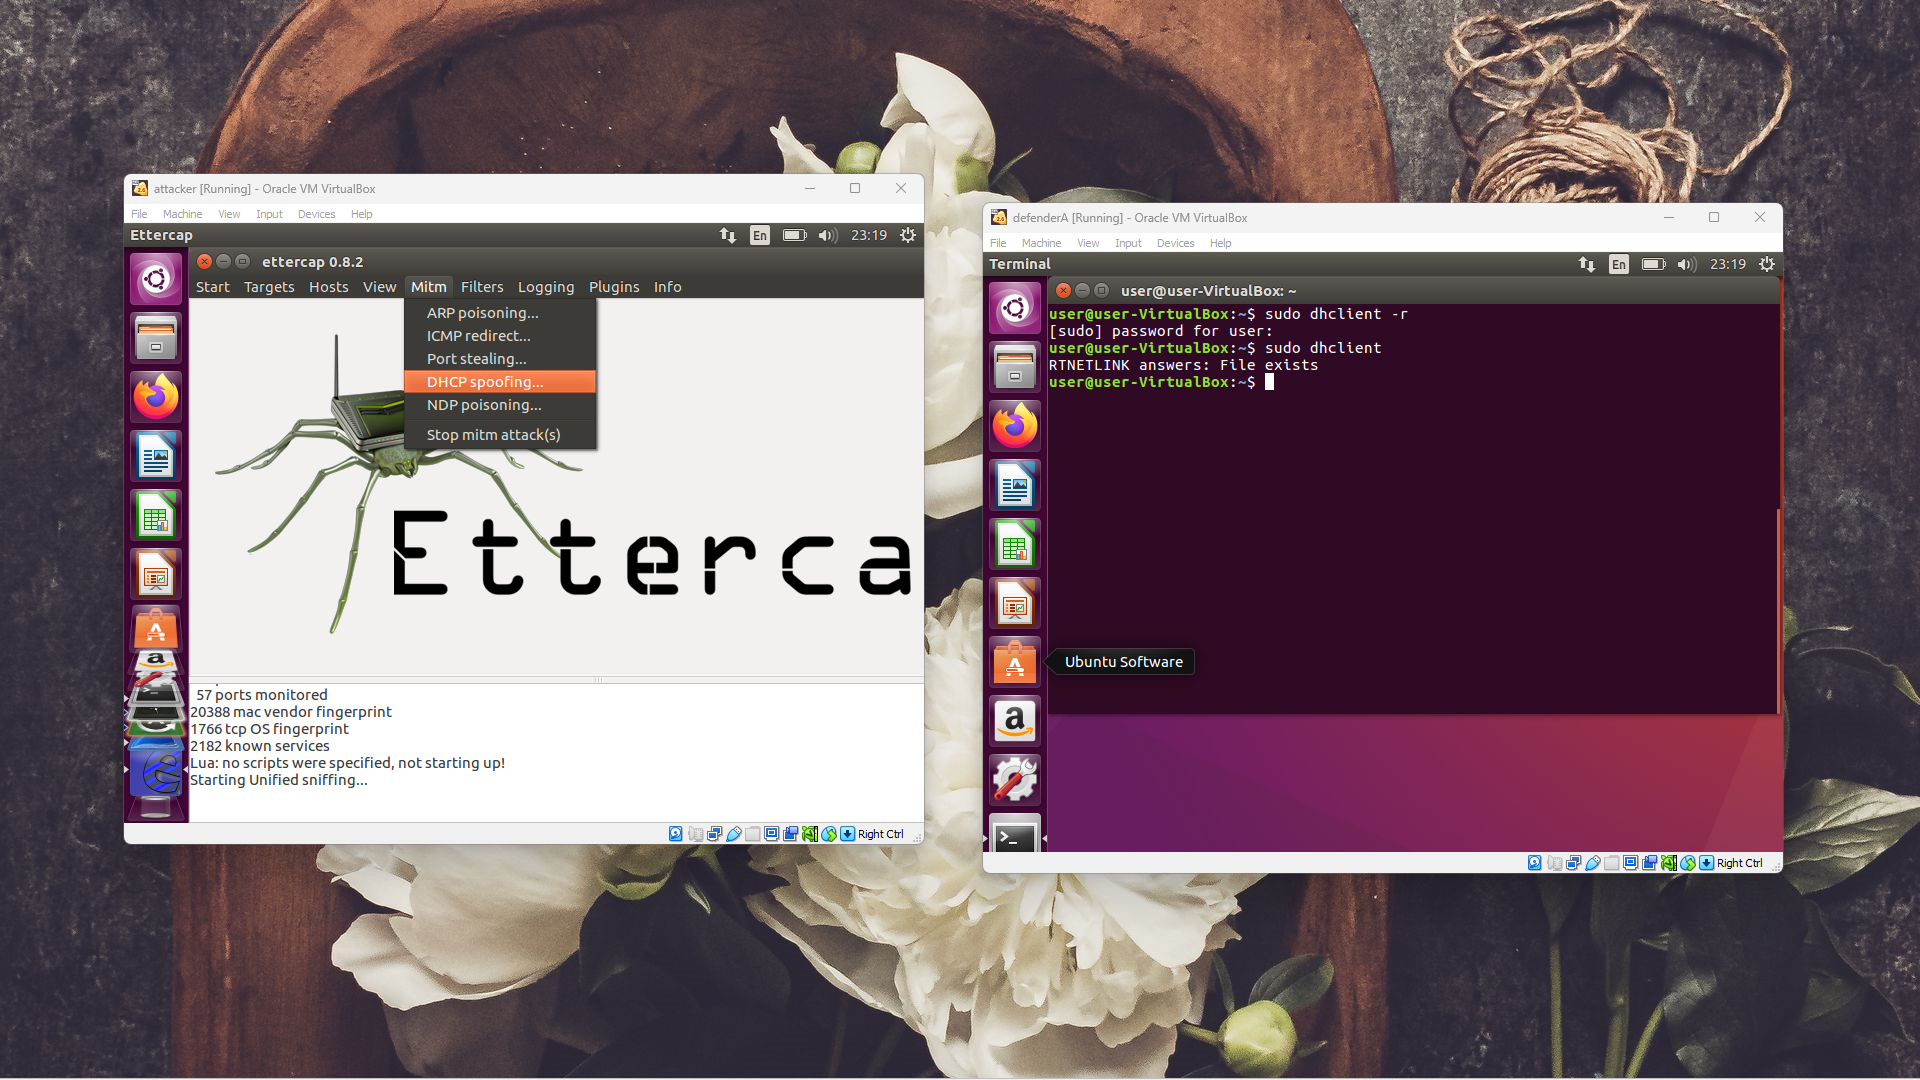 attacker [Running] - Oracle VM VirtualBox
File Machine View Input Devices Help
Ettercap En 23:19
ettercap 0.8.2
Start Targets Hosts View Mitm Filters Logging Plugins Info
ARP poisoning...
ICMP redirect...
Port stealing...
DHCP spoofing...
NDP poisoning...
Stop mitm attack(s)
Etterca
57 ports monitored
20388 mac vendor fingerprint
1766 tcp OS fingerprint
2182 known services
Lua: no scripts were specified, not starting up!
Starting Unified sniffing...
Right Ctrl
defenderA [Running] - Oracle VM VirtualBox
File Machine View Input Devices Help
Terminal En 23:19
user@user-VirtualBox: ~
user@user-VirtualBox:~$ sudo dhclient -r
[sudo] password for user:
user@user-VirtualBox:~$ sudo dhclient
RTNETLINK answers: File exists
user@user-VirtualBox:~$
Ubuntu Software
Right Ctrl